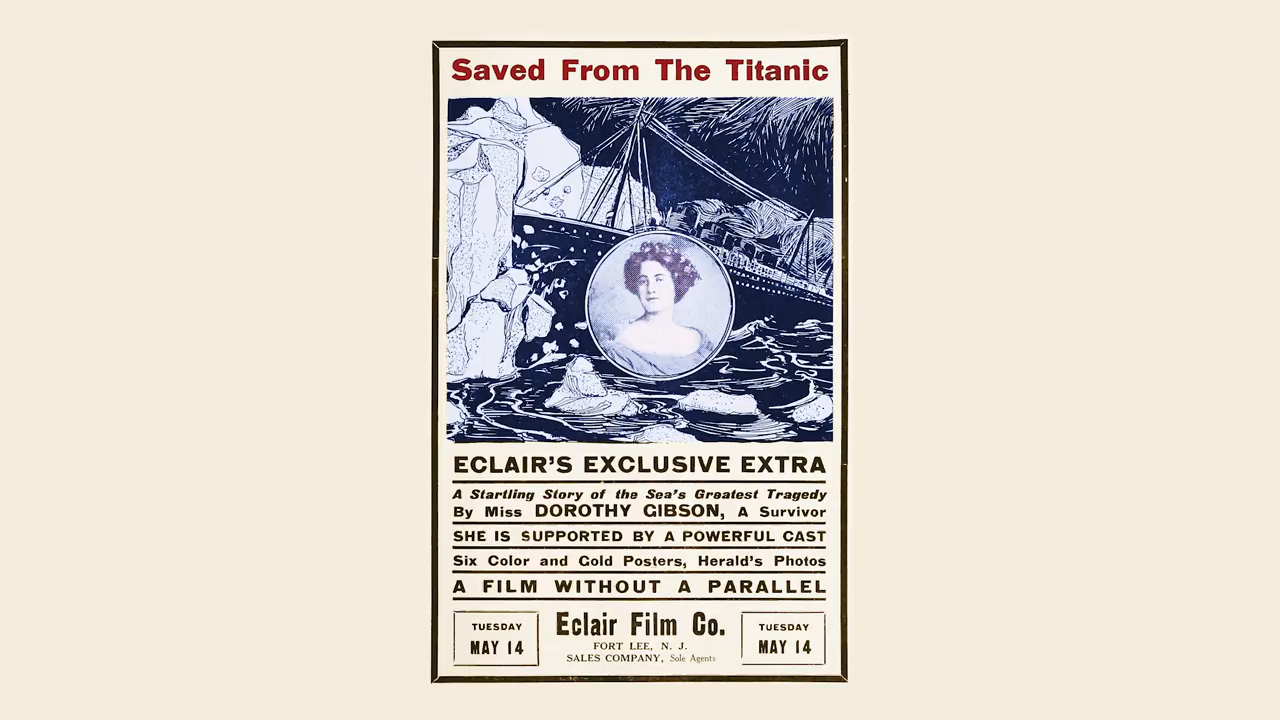 Saved From The Titanic
ECLAIR'S EXCLUSIVE EXTRA
A Startling Story of the Sea's Greatest Tragedy
By Miss DOROTHY GIBSON, A Survivor
SHE IS SUPPORTED BY A POWERFUL CAST
Six Color and Gold Posters, Herald's Photos
A FILM WITHOUT A PARALLEL
TUESDAY
MAY 14
Eclair Film Co.
FORT LEE, N. J.
SALES COMPANY, Sole Agents
TUESDAY
MAY 14